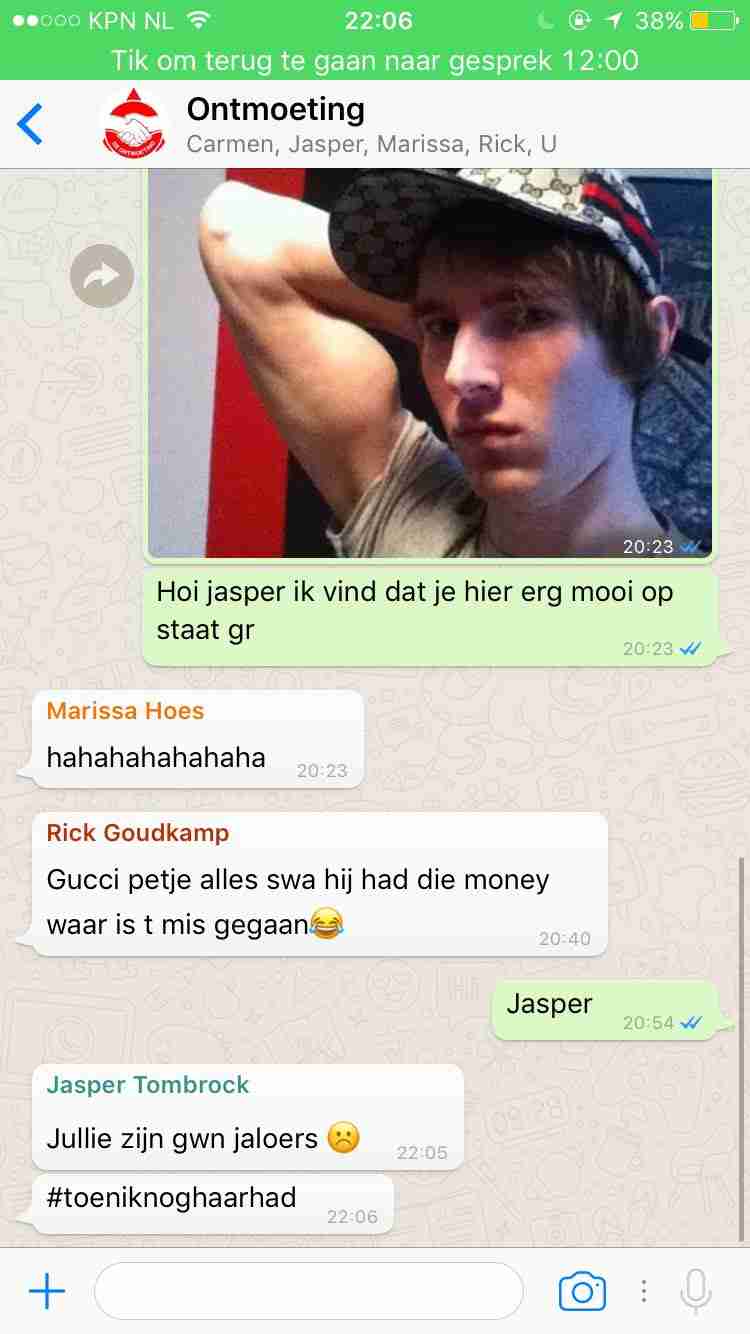 KPN NL 22:06 38%
Tik om terug te gaan naar gesprek 12:00
Ontmoeting
Carmen, Jasper, Marissa, Rick, U
20:23
Hoi jasper ik vind dat je hier erg mooi op
staat gr
20:23
Marissa Hoes
hahahahahahaha
20:23
Rick Goudkamp
Gucci petje alles swa hij had die money
waar is t mis gegaan😂
20:40
Jasper
20:54
Jasper Tombrock
Jullie zijn gwn jaloers ☹️
22:05
#toeniknoghaarhad
22:06